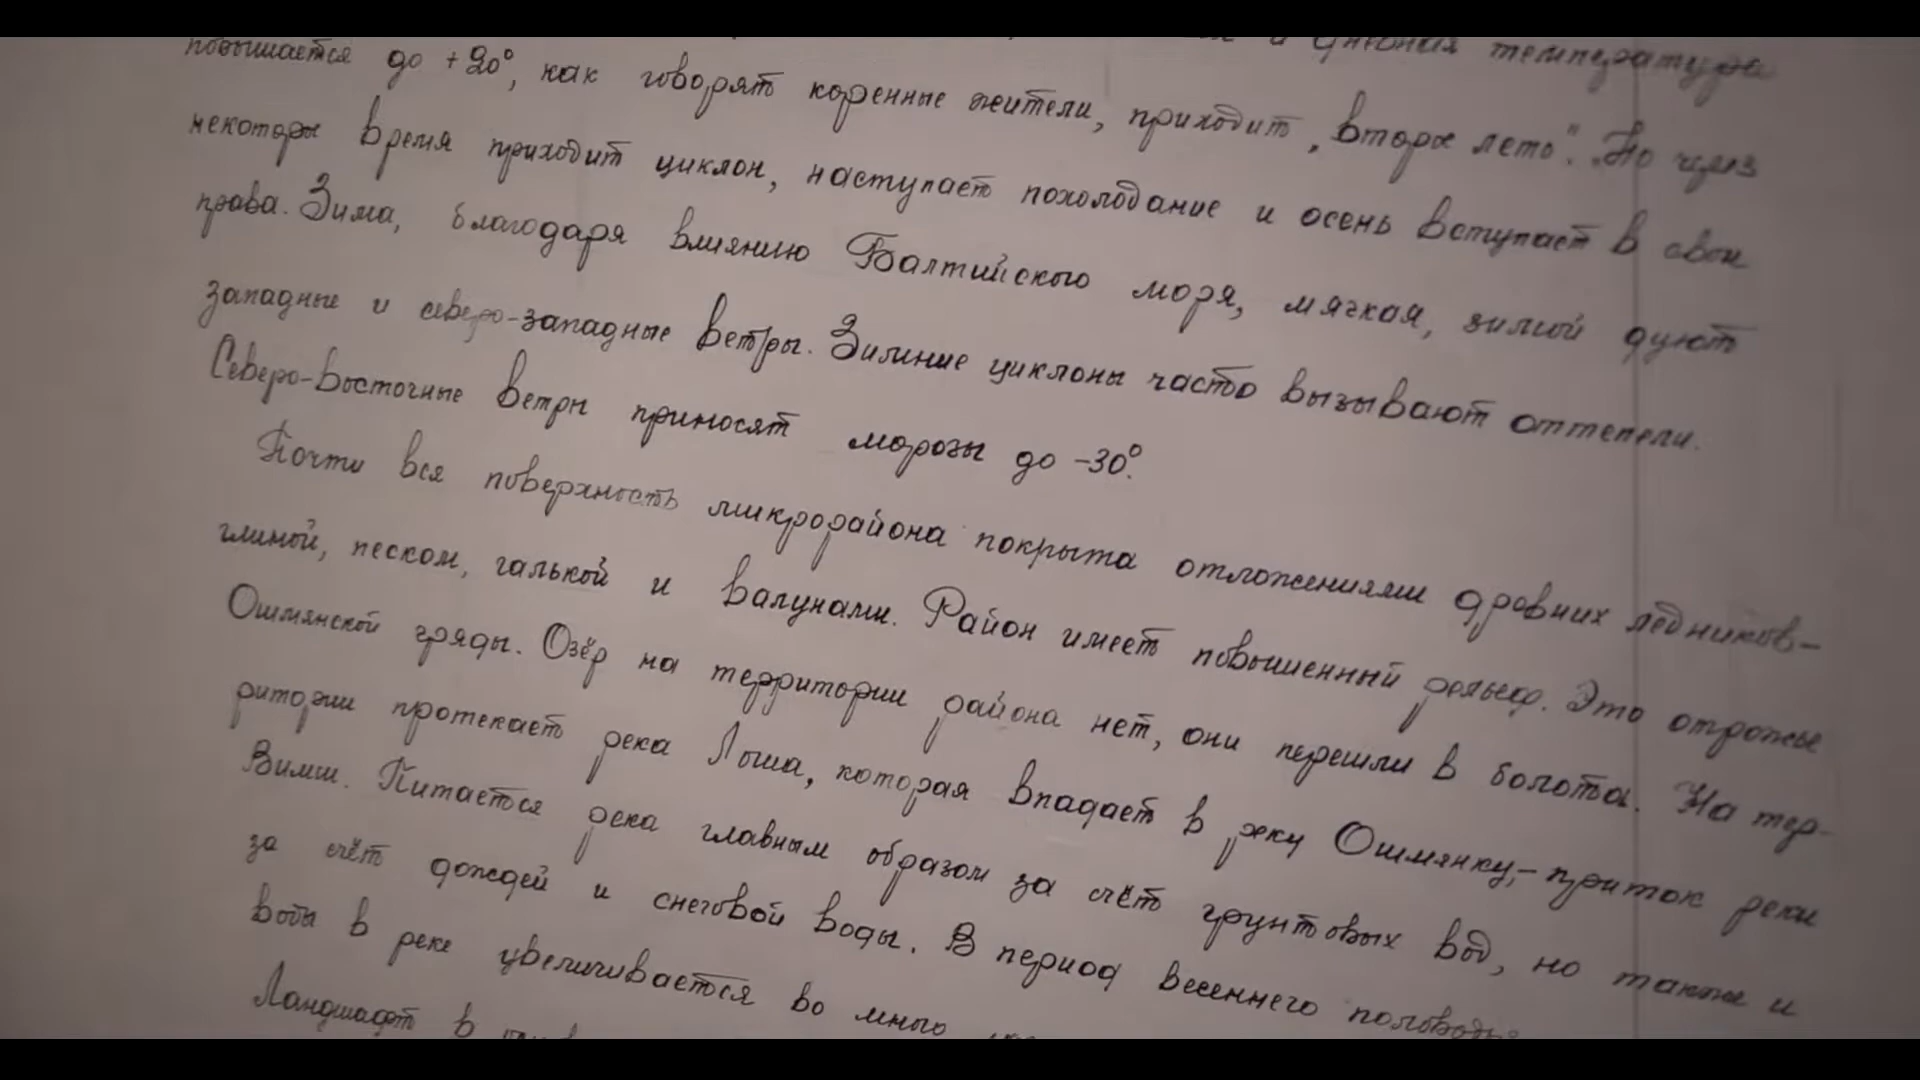 и дневная температура
повышается до +20°, как говорят коренные жители, приходит „второе лето". Но через
некоторое время приходит циклон, наступает похолодание и осень вступает в свои
права. Зима, благодаря влиянию Балтийского моря, мягкая, зимой дуют
западные и северо-западные ветры. Зимние циклоны часто вызывают оттепели.
Северо-восточные ветры приносят морозы до -30°.
Почти вся поверхность микрорайона покрыта отложениями древних ледников-
глиной, песком, галькой и валунами. Район имеет повышенный рельеф. Это отрожье
Ошмянской гряды. Озёр на территории района нет, они перешли в болота. На тер-
ритории протекает река Лоша, которая впадает в реку Ошмянку,- приток реки
Вилии. Питается река главным образом за счёт грунтовых вод, но также и
за счёт дождей и снеговой воды. В период весеннего половодья
воды в реке увеличивается во много
Ландшафт в